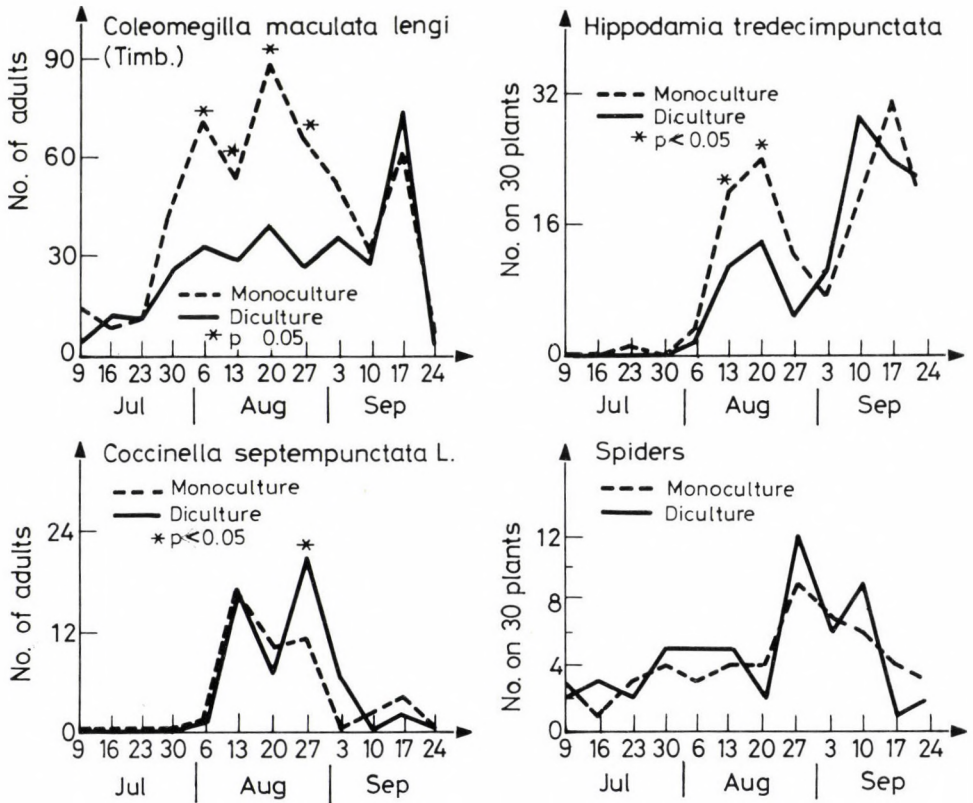 Coleomegilla maculata lengi
(Timb.)
No. of adults
90
60
30
0
Monoculture
Diculture
* p 0.05
9 16 23 30 6 13 20 27 3 10 17 24
Jul | Aug | Sep
Hippodamia tredecimpunctata
No. on 30 plants
32
16
0
Monoculture
Diculture
* p<0.05
9 16 23 30 6 13 20 27 3 10 17 24
Jul | Aug | Sep
Coccinella septempunctata L.
No. of adults
24
12
0
Monoculture
Diculture
* p<0.05
9 16 23 30 6 13 20 27 3 10 17 24
Jul | Aug | Sep
Spiders
No. on 30 plants
12
8
4
0
Monoculture
Diculture
9 16 23 30 6 13 20 27 3 10 17 24
Jul | Aug | Sep